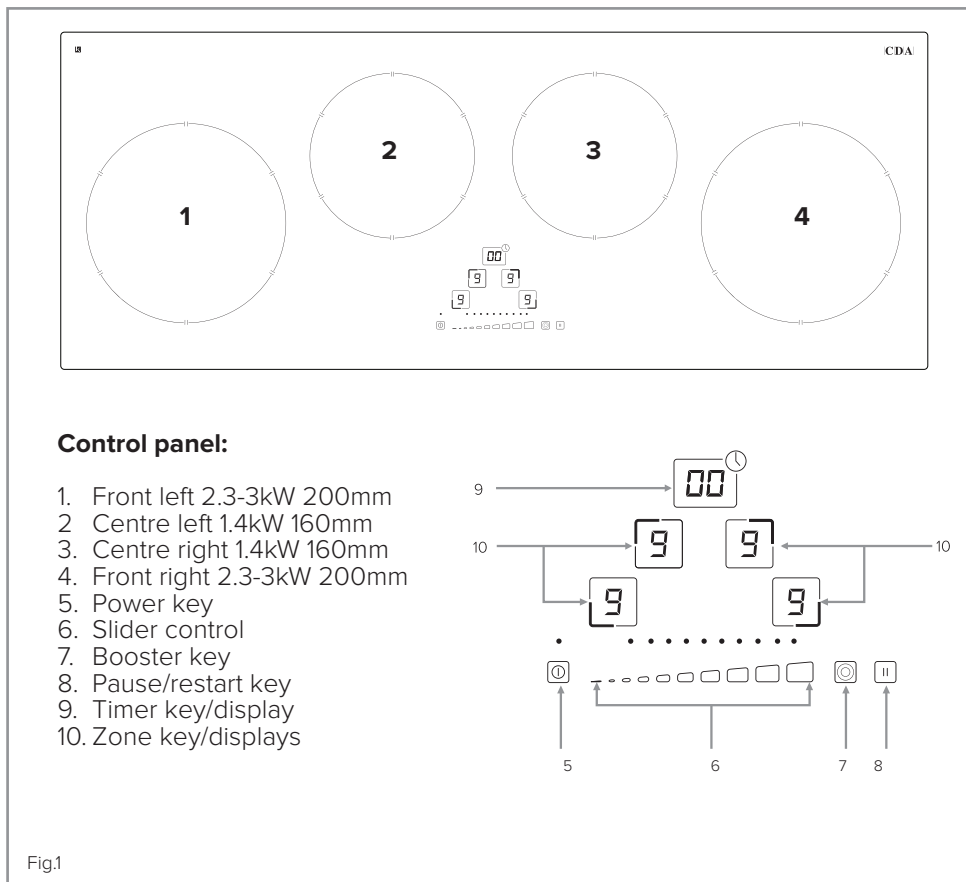 CDA
1
2
3
4
00
9 9
9 9
Control panel:
1. Front left 2.3-3kW 200mm
2 Centre left 1.4kW 160mm
3. Centre right 1.4kW 160mm
4. Front right 2.3-3kW 200mm
5. Power key
6. Slider control
7. Booster key
8. Pause/restart key
9. Timer key/display
10. Zone key/displays
9
00
10
9 9
10
9 9
5
6
7
8
Fig.1